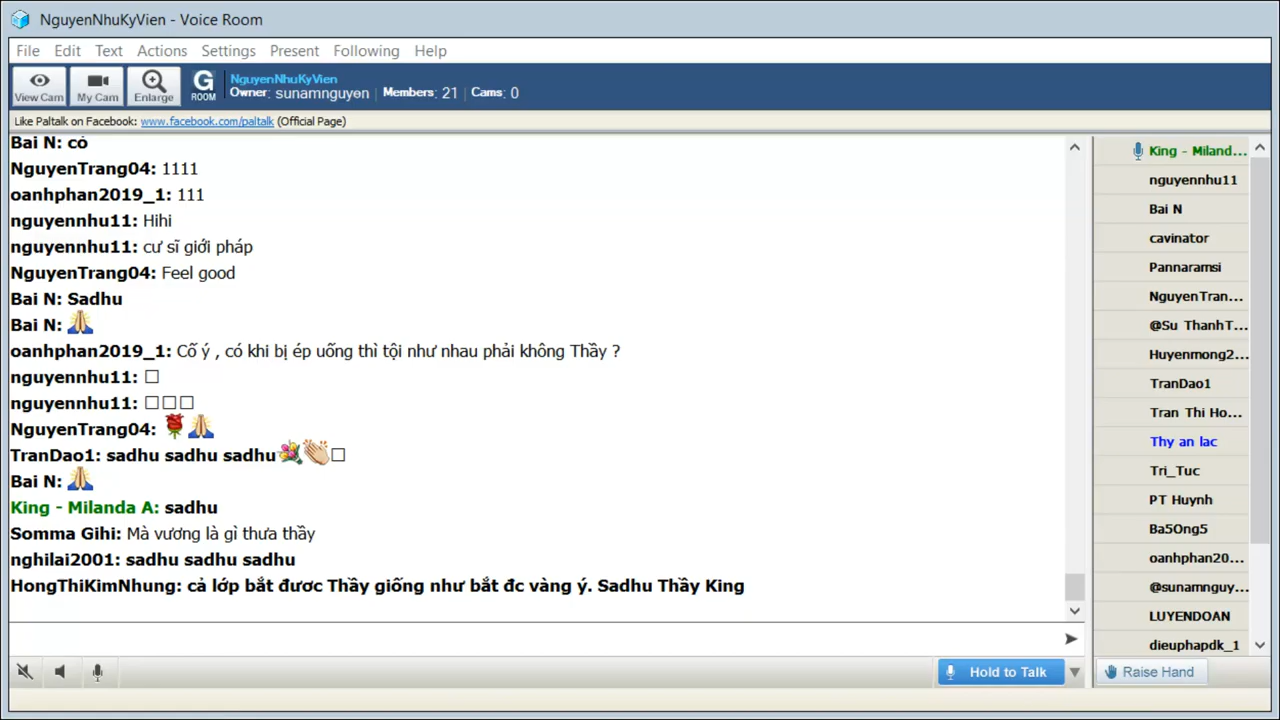 NguyenNhuKyVien - Voice Room
File Edit Text Actions Settings Present Following Help
View Cam My Cam Enlarge G ROOM
NguyenNhuKyVien
Owner: sunamnguyen | Members: 21 | Cams: 0
Like Paltalk on Facebook: www.facebook.com/paltalk (Official Page)
Bai N: có
NguyenTrang04: 1111
oanhphan2019_1: 111
nguyennhu11: Hihi
nguyennhu11: cư sĩ giới pháp
NguyenTrang04: Feel good
Bai N: Sadhu
Bai N: 🙏
oanhphan2019_1: Cố ý , có khi bị ép uống thì tội như nhau phải không Thầy ?
nguyennhu11: □
nguyennhu11: □□□
NguyenTrang04: 🌹🙏
TranDao1: sadhu sadhu sadhu💐👏□
Bai N: 🙏
King - Milanda A: sadhu
Somma Gihi: Mà vương là gì thưa thầy
nghilai2001: sadhu sadhu sadhu
HongThiKimNhung: cả lớp bắt đươc Thầy giống như bắt đc vàng ý. Sadhu Thầy King
King - Miland...
nguyennhu11
Bai N
cavinator
Pannaramsi
NguyenTran...
@Su ThanhT...
Huyenmong2...
TranDao1
Tran Thi Ho...
Thy an lac
Tri_Tuc
PT Huynh
Ba5Ong5
oanhphan20...
@sunamnguy...
LUYENDOAN
dieuphapdk_1
Hold to Talk
Raise Hand